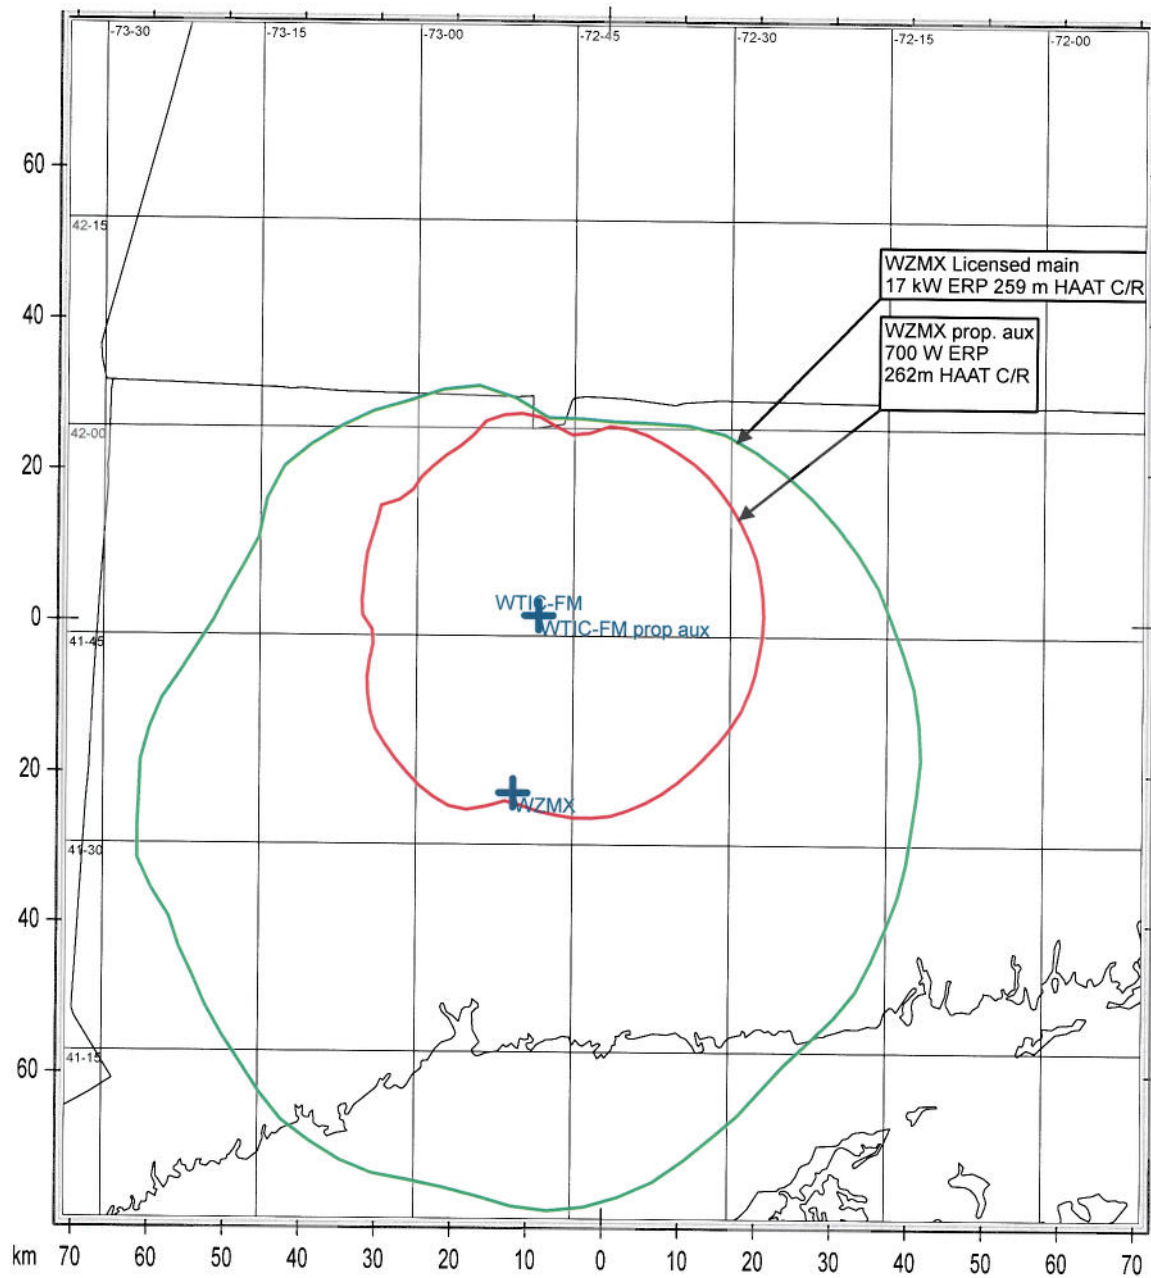 -73-30
-73-15
-73-00
-72-45
-72-30
-72-15
-72-00
60
42-15
WZMX Licensed main
17 kW ERP 259 m HAAT C/R
40
WZMX prop. aux
700 W ERP
262m HAAT C/R
42-00
20
WTIC-FM
0
WTIC-FM prop aux
41-45
20
WZMX
41-30
40
41-15
60
km 70 60 50 40 30 20 10 0 10 20 30 40 50 60 70